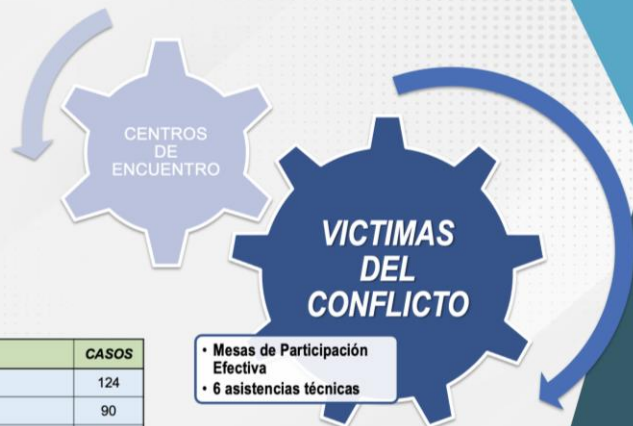 CENTROS
DE
ENCUENTRO
VICTIMAS
DEL
CONFLICTO
CASOS
124
90
• Mesas de Participación
Efectiva
• 6 asistencias técnicas